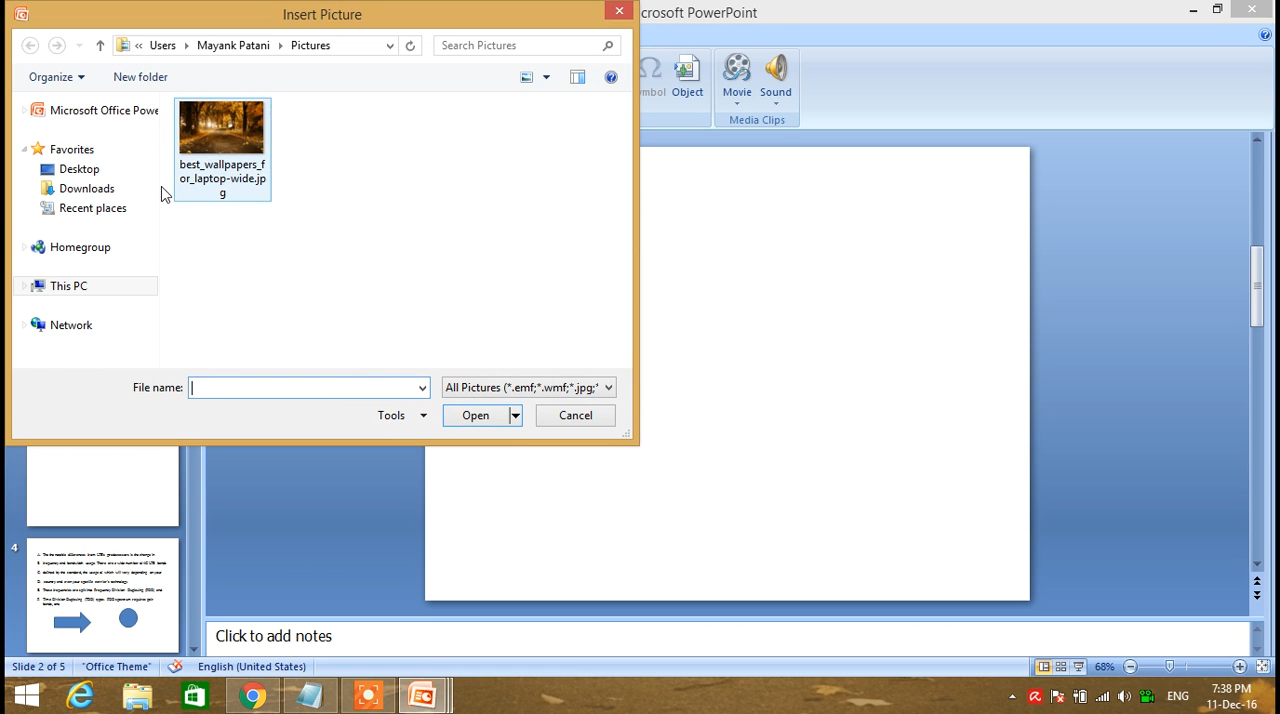 Insert Picture
crosoft PowerPoint
« Users Mayank Patani Pictures
Search Pictures
Organize New folder
Microsoft Office Powe
Favorites
Desktop
Downloads
Recent places
Homegroup
This PC
Network
best_wallpapers_f
or_laptop-wide.jp
g
mbol Object Movie Sound
Media Clips
File name: All Pictures (*.emf;*.wmf;*.jpg;*
Tools Open Cancel
4
Click to add notes
Slide 2 of 5 "Office Theme" English (United States) 68%
ENG
7:38 PM
11-Dec-16